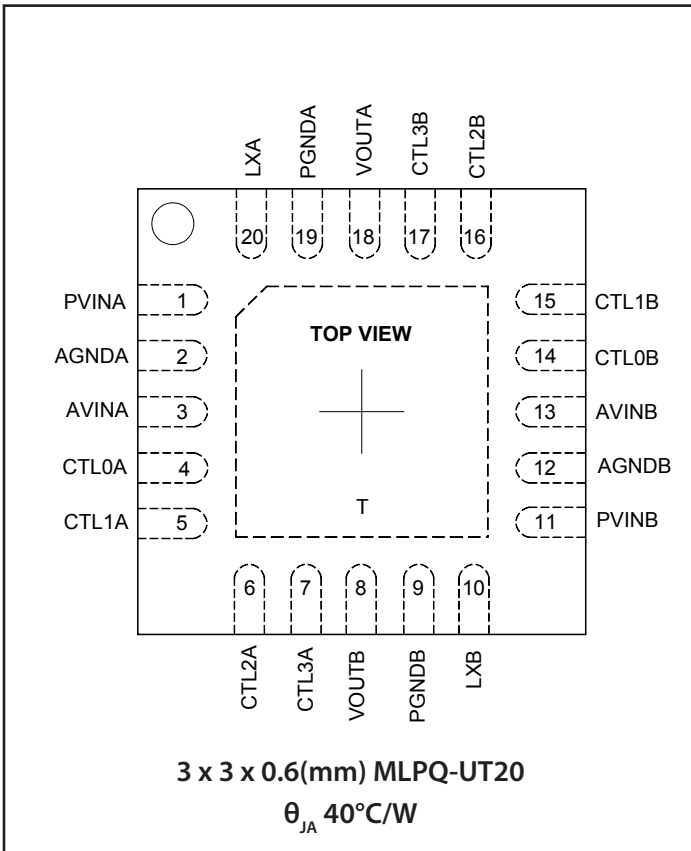 LXA
PGNDA
VOUTA
CTL3B
CTL2B
20
19
18
17
16
PVINA 1
AGNDA 2
AVINA 3
CTL0A 4
CTL1A 5
TOP VIEW
T
15 CTL1B
14 CTL0B
13 AVINB
12 AGNDB
11 PVINB
6
7
8
9
10
CTL2A
CTL3A
VOUTB
PGNDB
LXB
3 x 3 x 0.6(mm) MLPQ-UT20
θJA 40°C/W